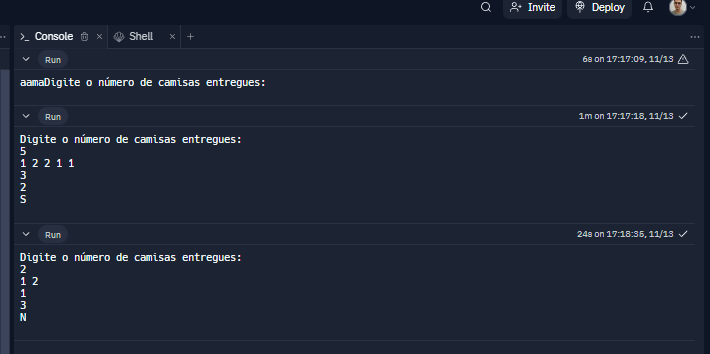 Invite Deploy
Console Shell
Run 6s on 17:17:09, 11/13
aamaDigite o número de camisas entregues:
Run 1m on 17:17:18, 11/13
Digite o número de camisas entregues:
5
1 2 2 1 1
3
2
S
Run 24s on 17:18:35, 11/13
Digite o número de camisas entregues:
2
1 2
1
3
N